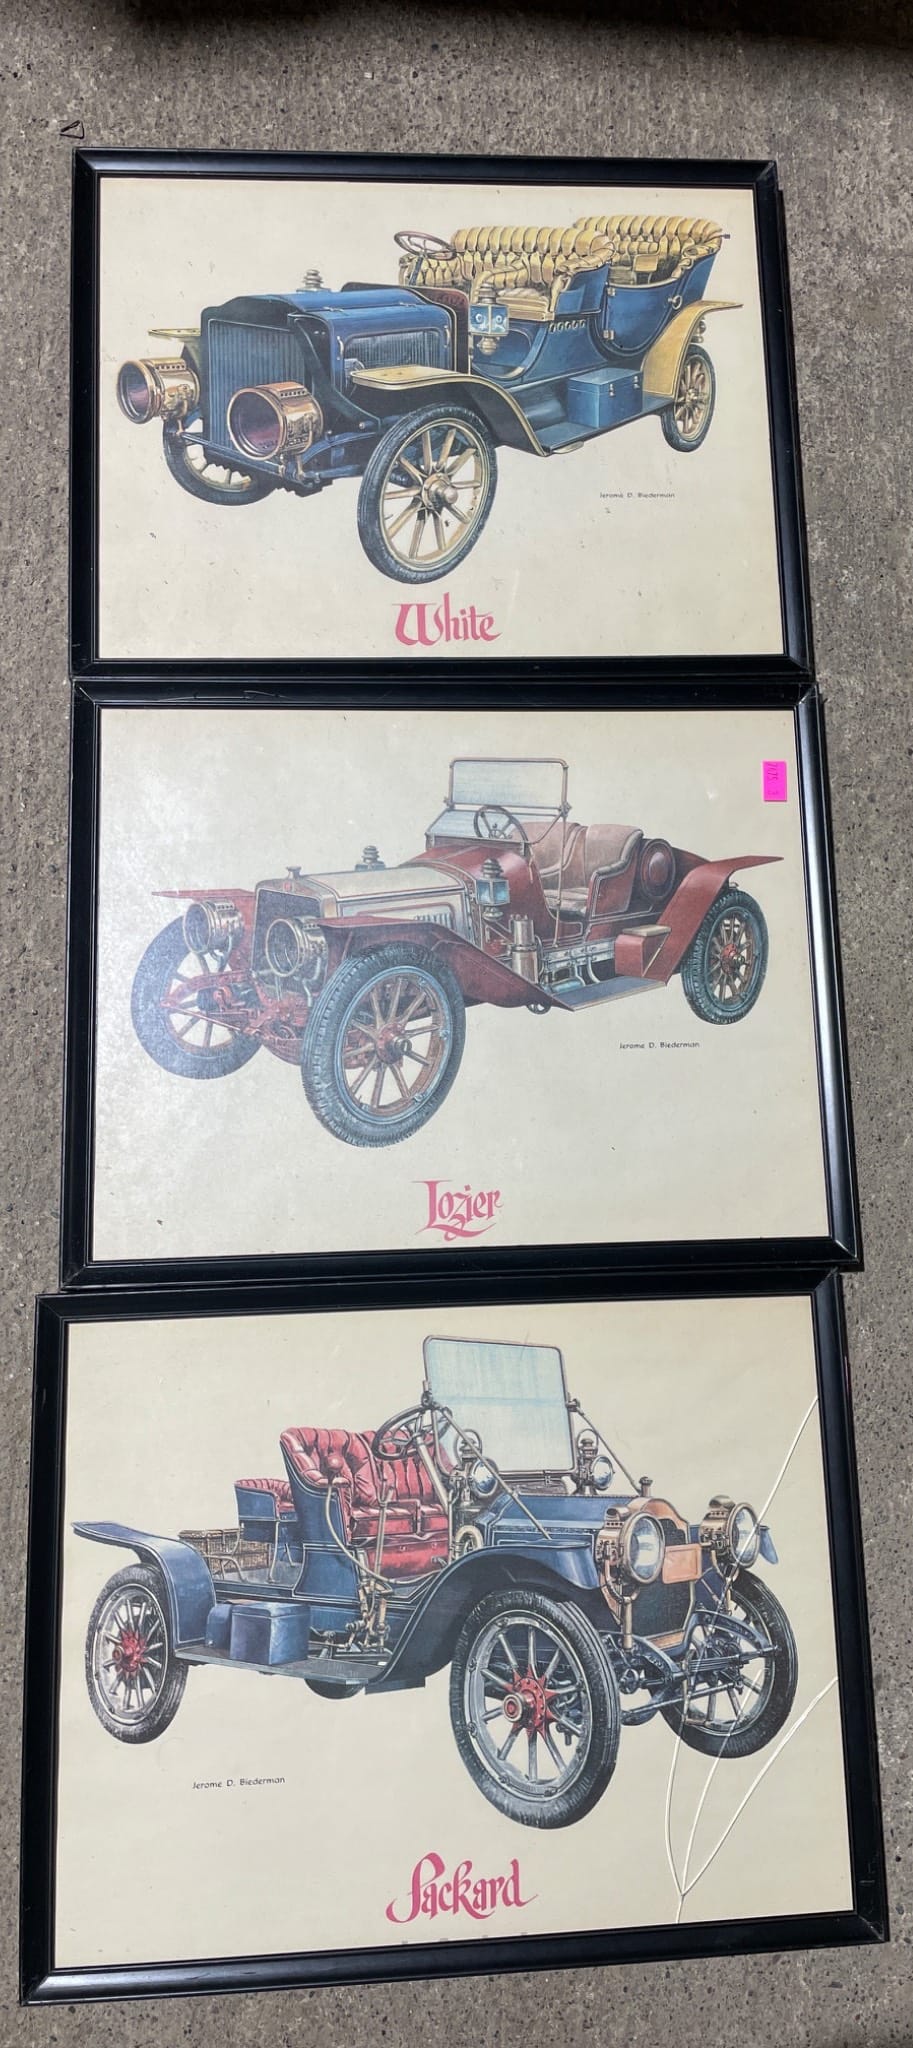 Jerome D. Biederman
White
Jerome D. Biederman
Lozier
Jerome D. Biederman
Packard